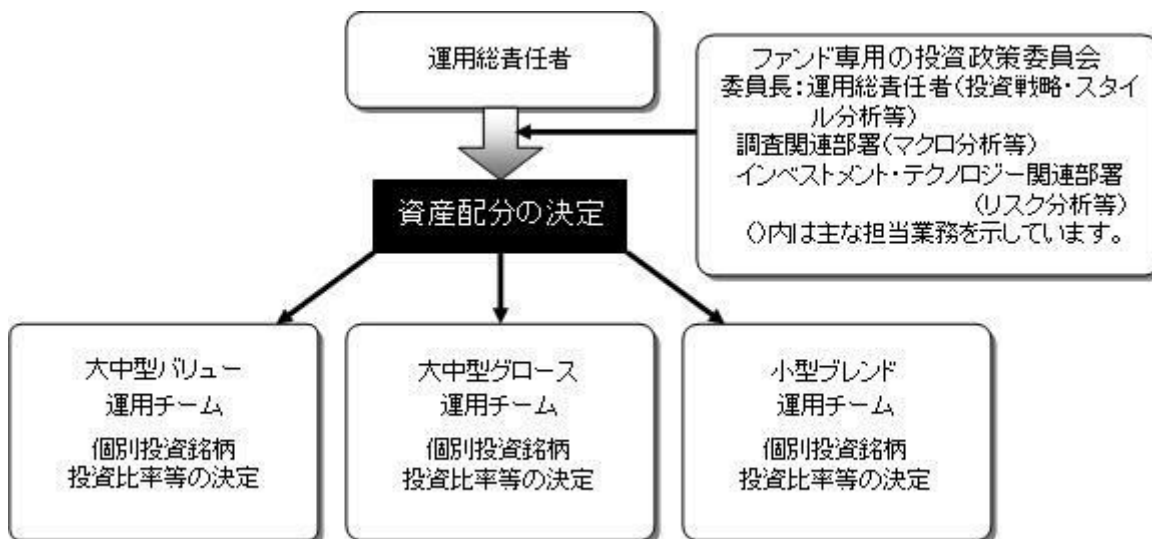 運用総責任者
ファンド専用の投資政策委員会
委員長:運用総責任者(投資戦略・スタイ
ル分析等)
調査関連部署(マクロ分析等)
インベストメント・テクノロジー関連部署
(リスク分析等)
()内は主な担当業務を示しています。
資産配分の決定
大中型バリュー
運用チーム
個別投資銘柄
投資比率等の決定
大中型グロース
運用チーム
個別投資銘柄
投資比率等の決定
小型ブレンド
運用チーム
個別投資銘柄
投資比率等の決定